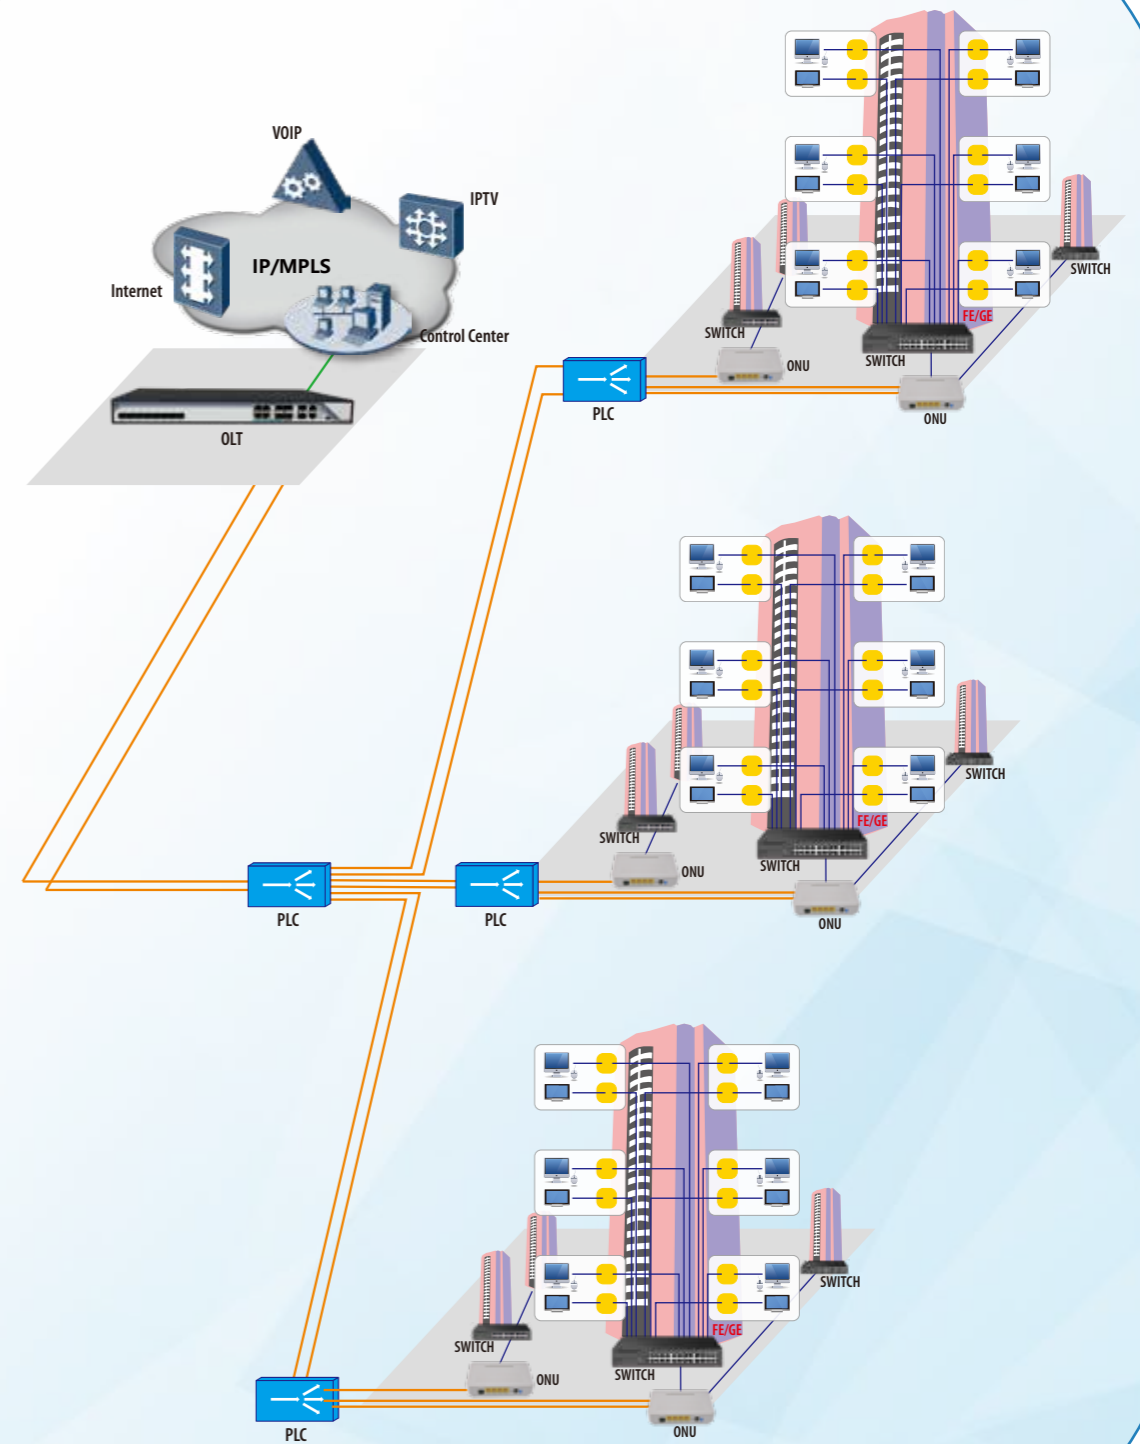 VOIP
IPTV
IP/MPLS
Internet
Control Center
OLT
SWITCH
SWITCH
FE/GE
SWITCH
ONU
PLC
ONU
SWITCH
FE/GE
SWITCH
SWITCH
ONU
PLC
PLC
ONU
SWITCH
FE/GE
SWITCH
SWITCH
ONU
PLC
ONU